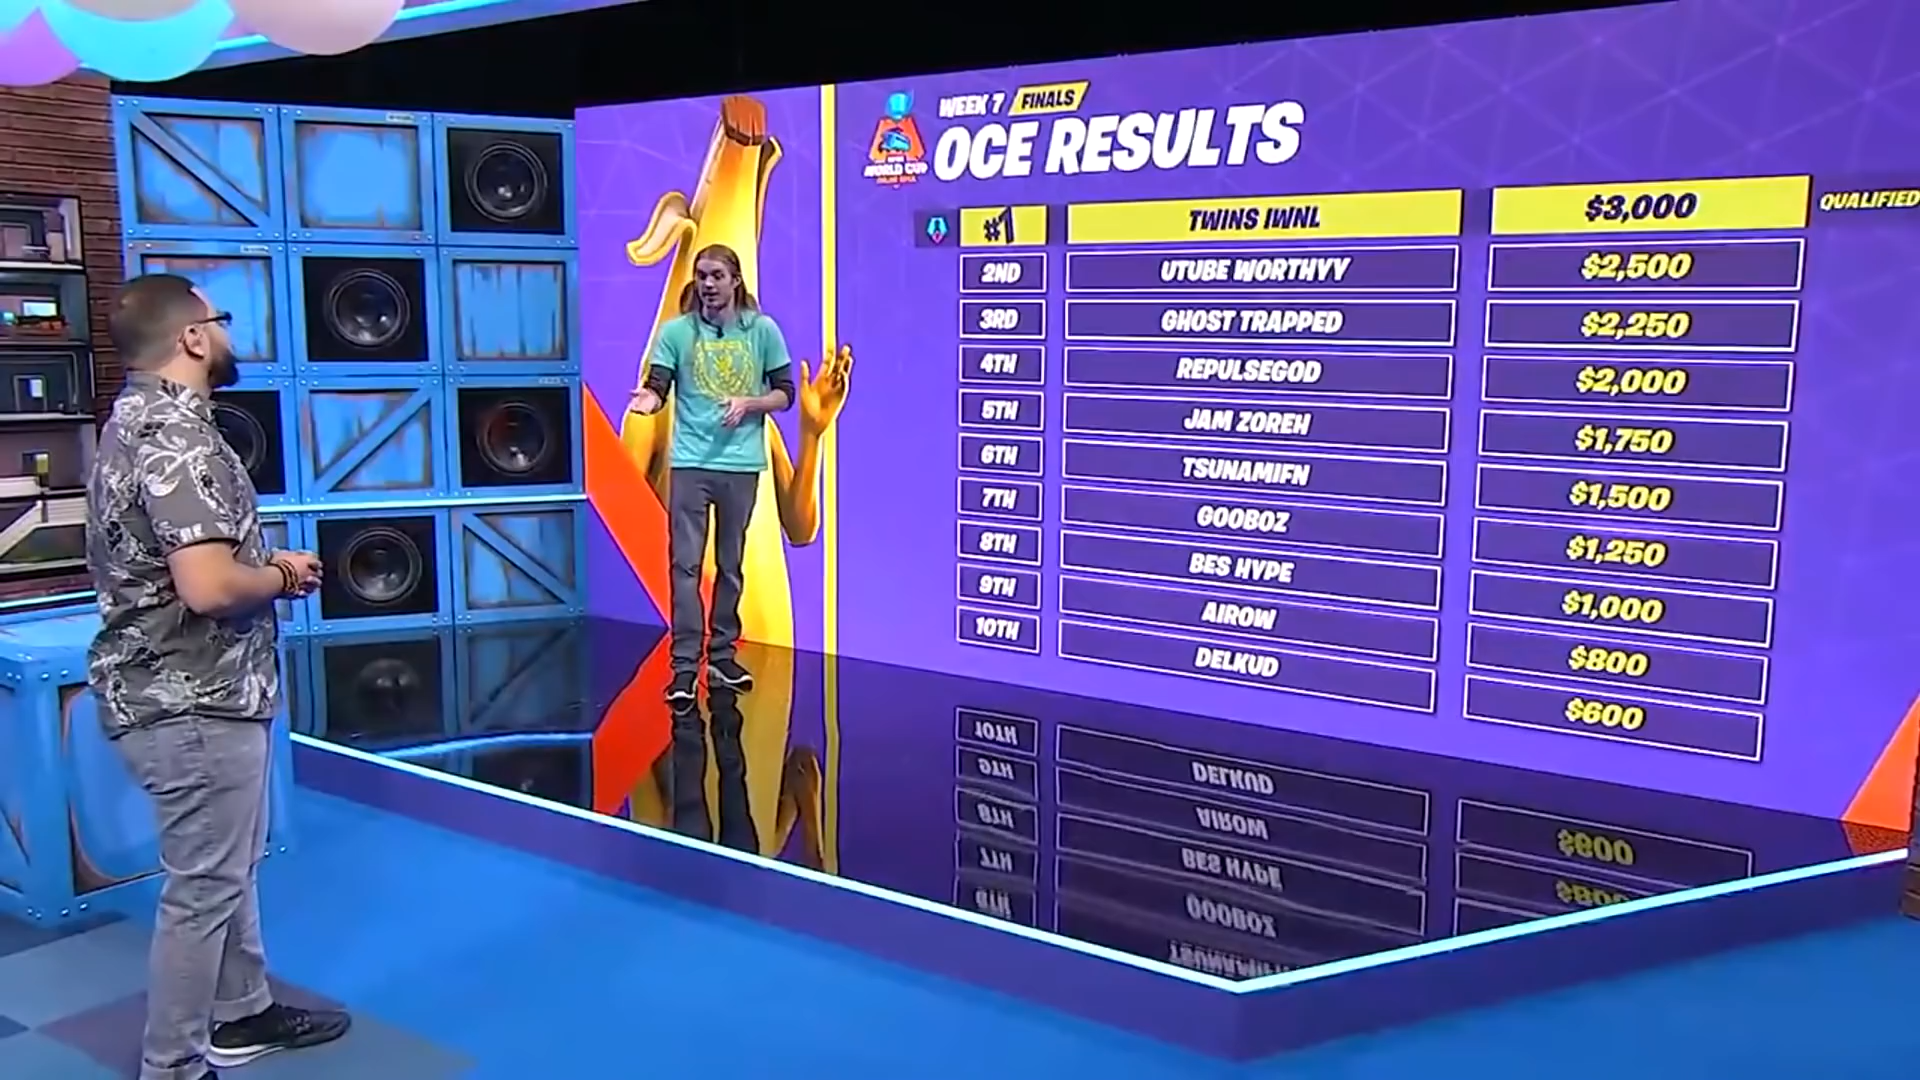 WEEK 7 / FINALS
OCE RESULTS
WORLD CUP
#1 TWINS IWNL $3,000 QUALIFIED
2ND UTUBE WORTHYY $2,500
3RD GHOST TRAPPED $2,250
4TH REPULSEGOD $2,000
5TH JAM ZOREH $1,750
6TH TSUNAMIFN $1,500
7TH GOOBOZ $1,250
8TH BES HYPE $1,000
9TH AIROW $800
10TH DELKUD $600